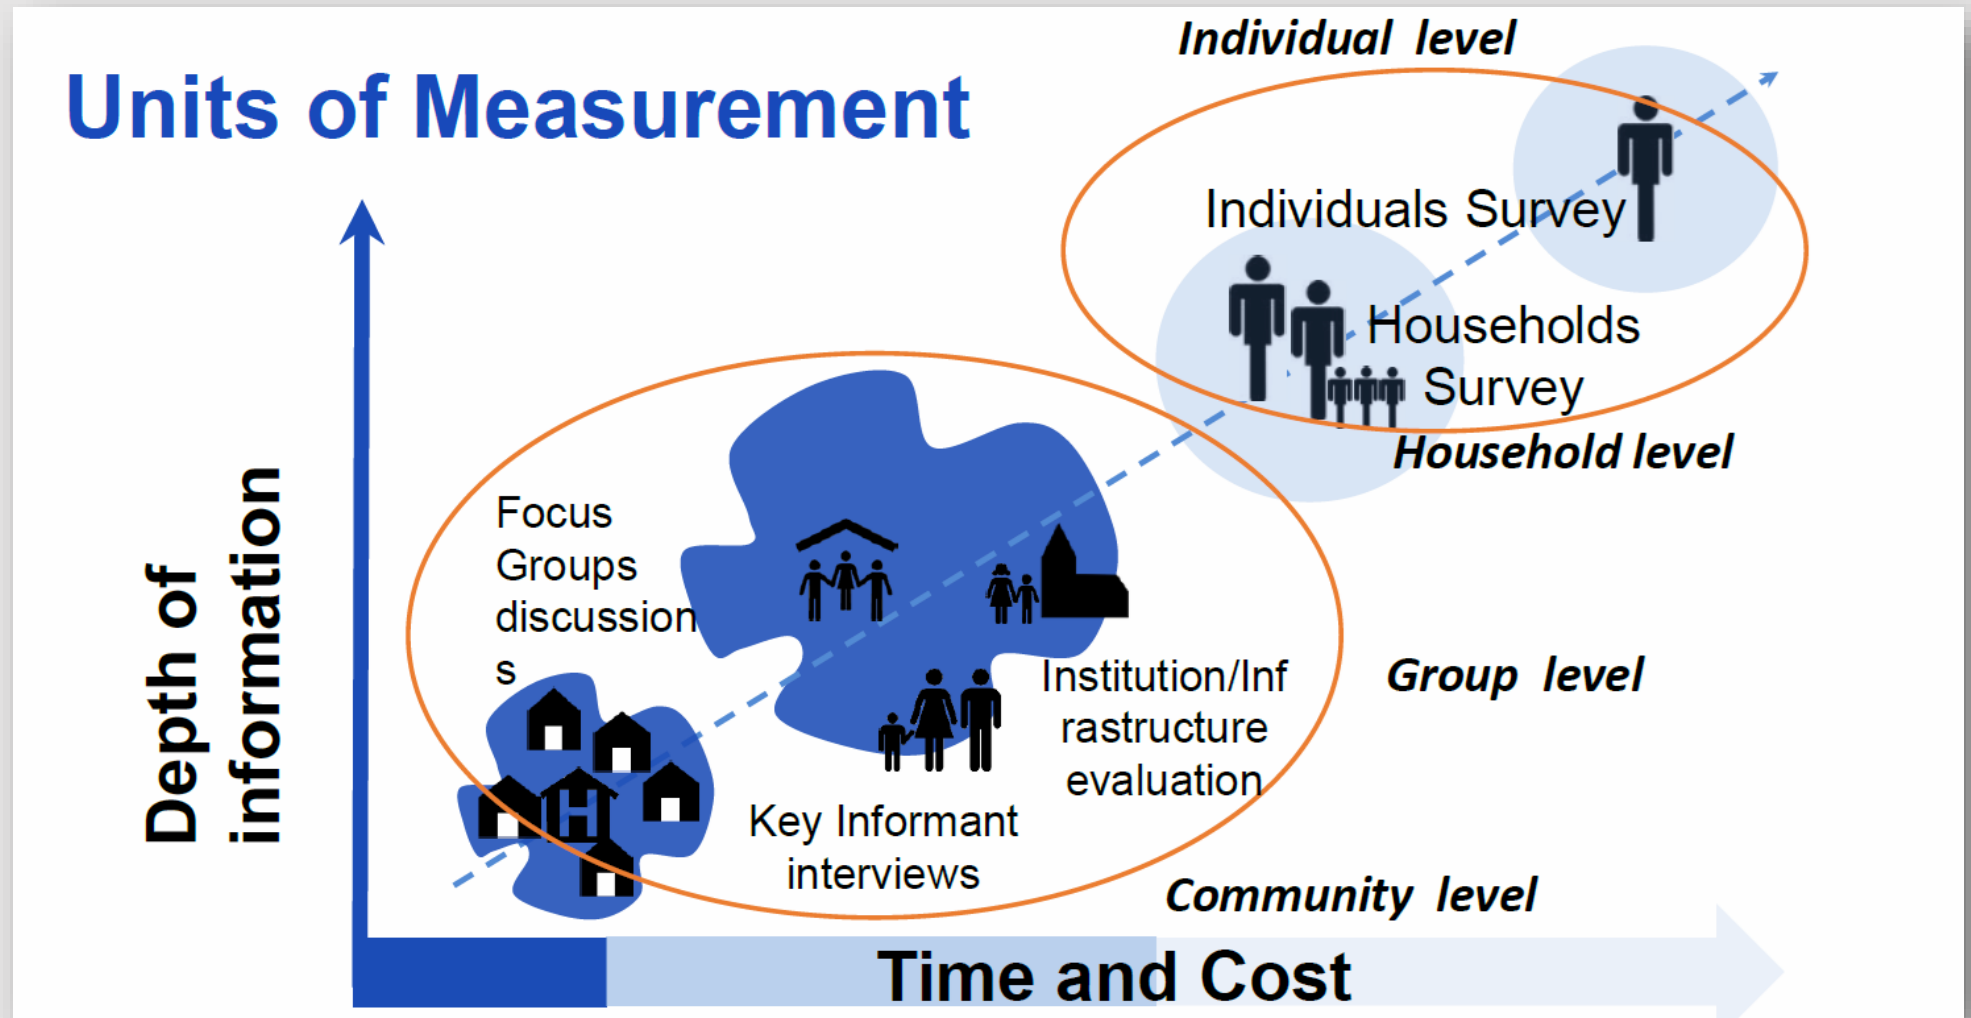 Individual level
Units of Measurement
Individuals Survey
Households
Survey
Household level
Focus
Groups
discussion
s
Institution/Inf
rastructure
evaluation
Group level
Key Informant
interviews
Community level
H
Depth of
information
Time and Cost